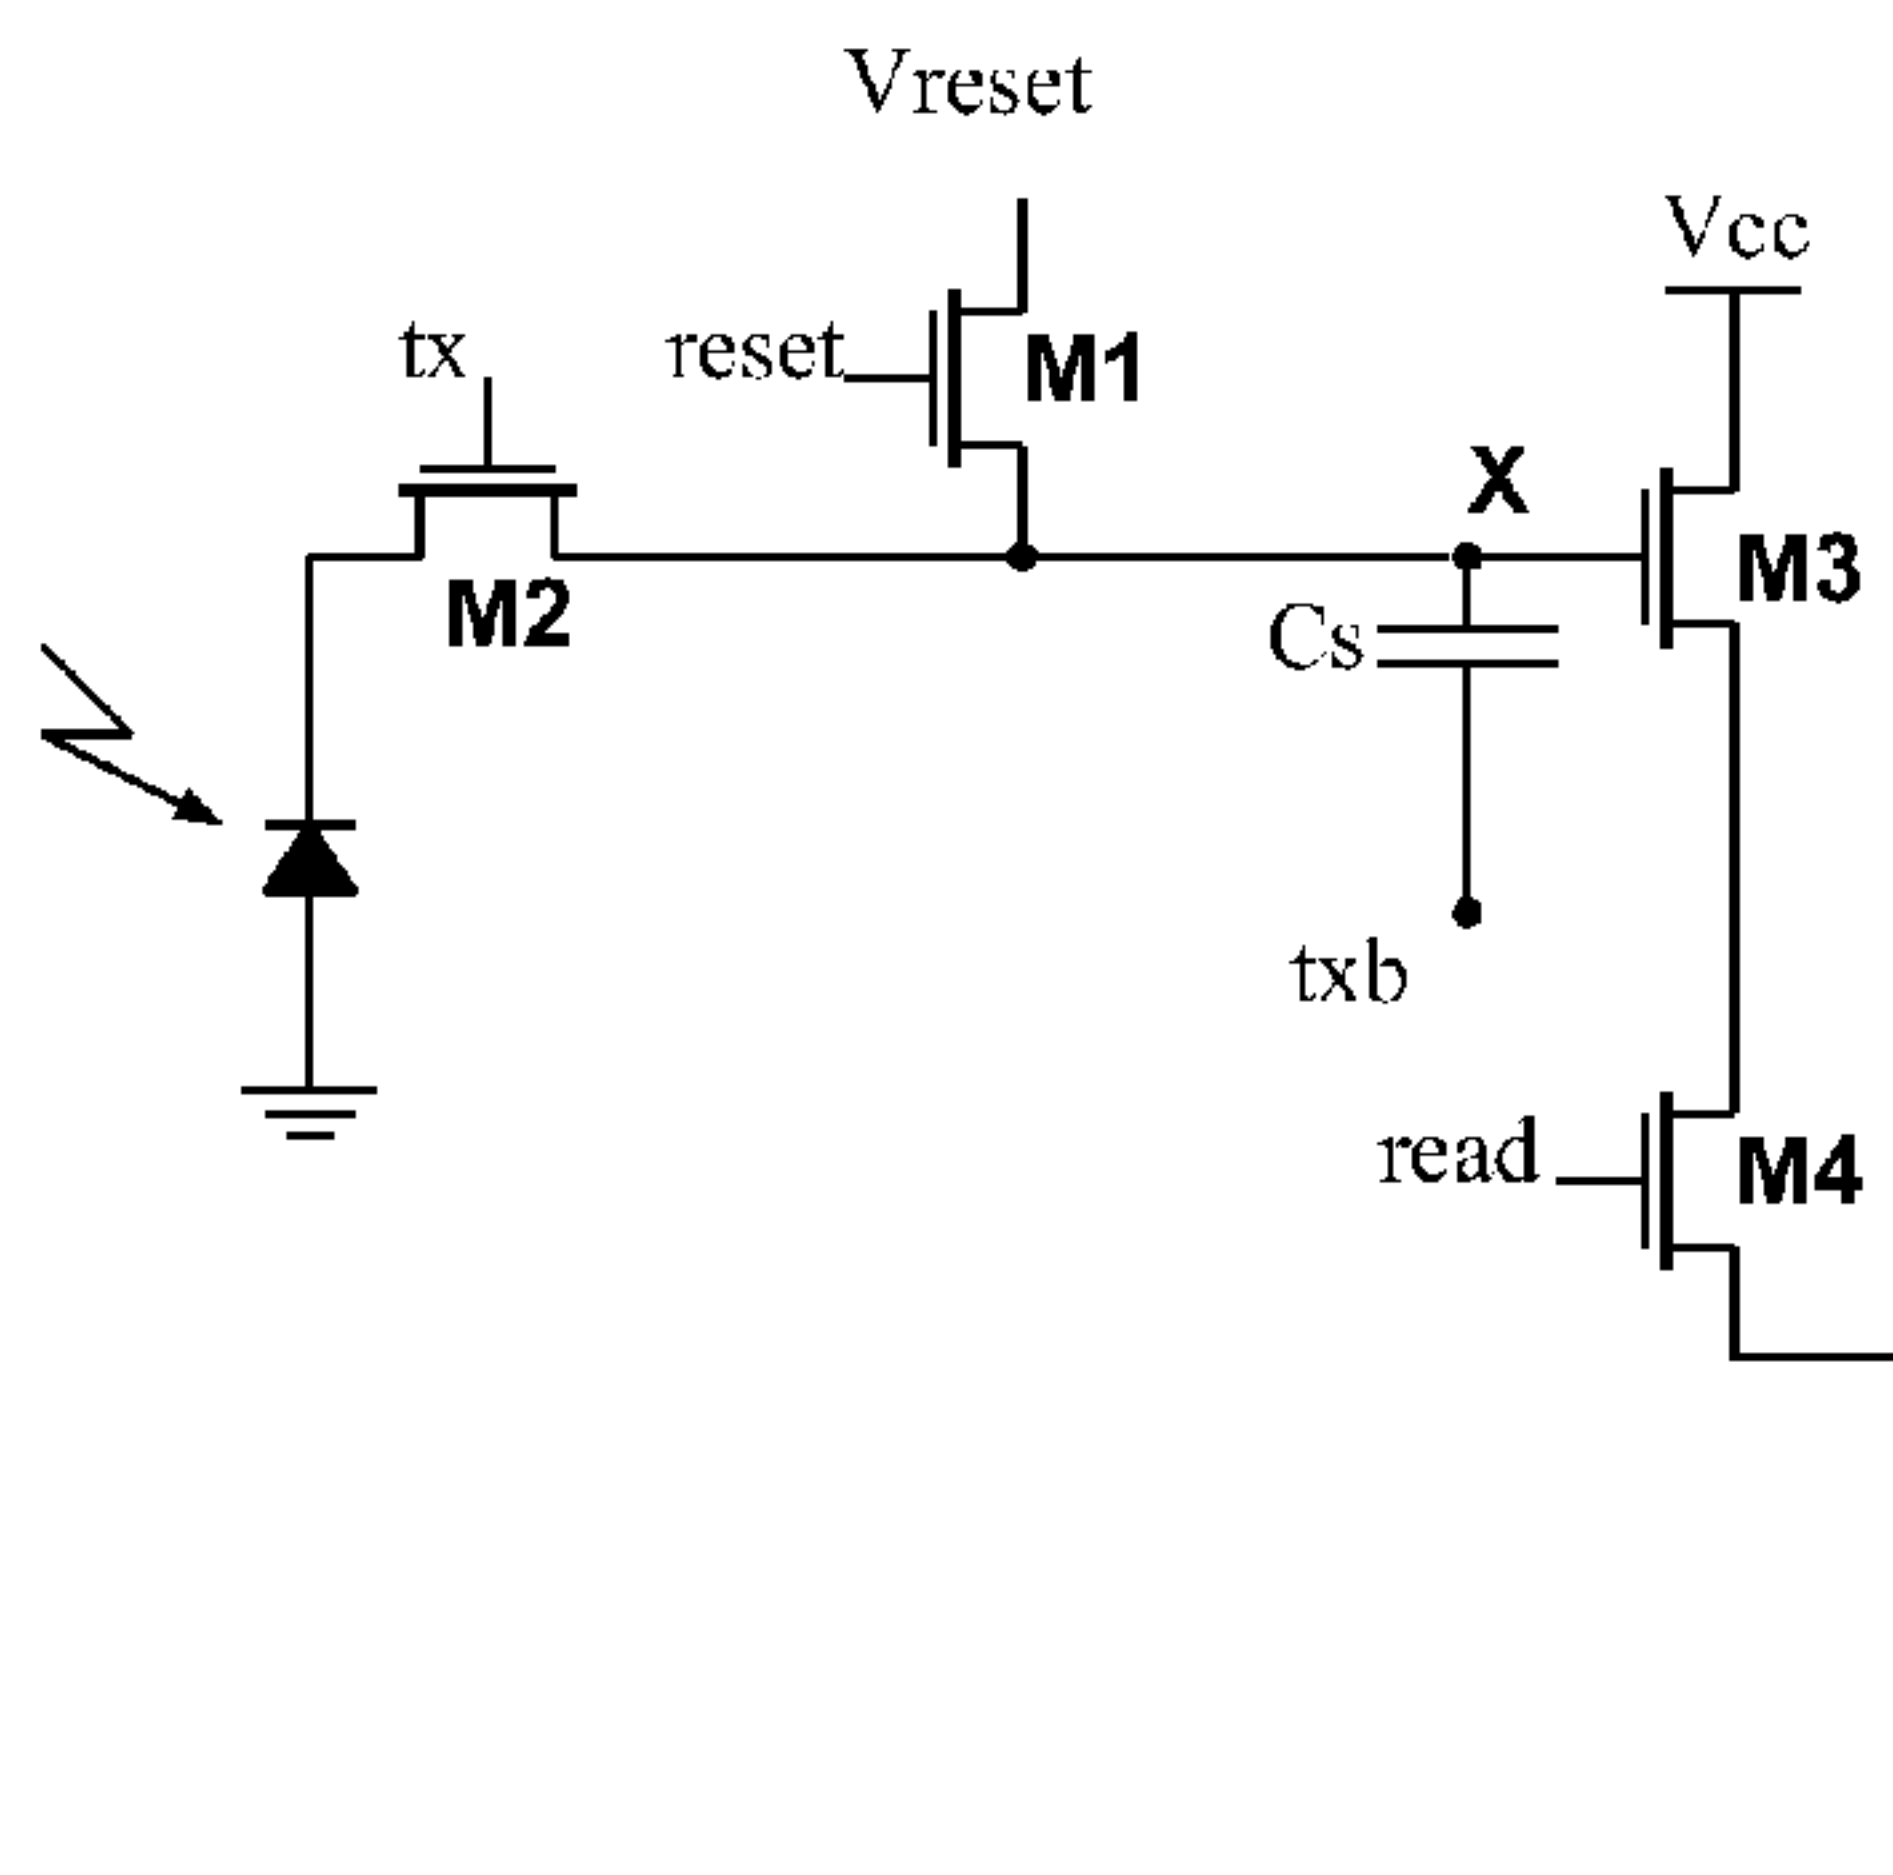 Vreset
Vcc
tx
reset
M1
X
M3
M2
Cs
txb
read
M4